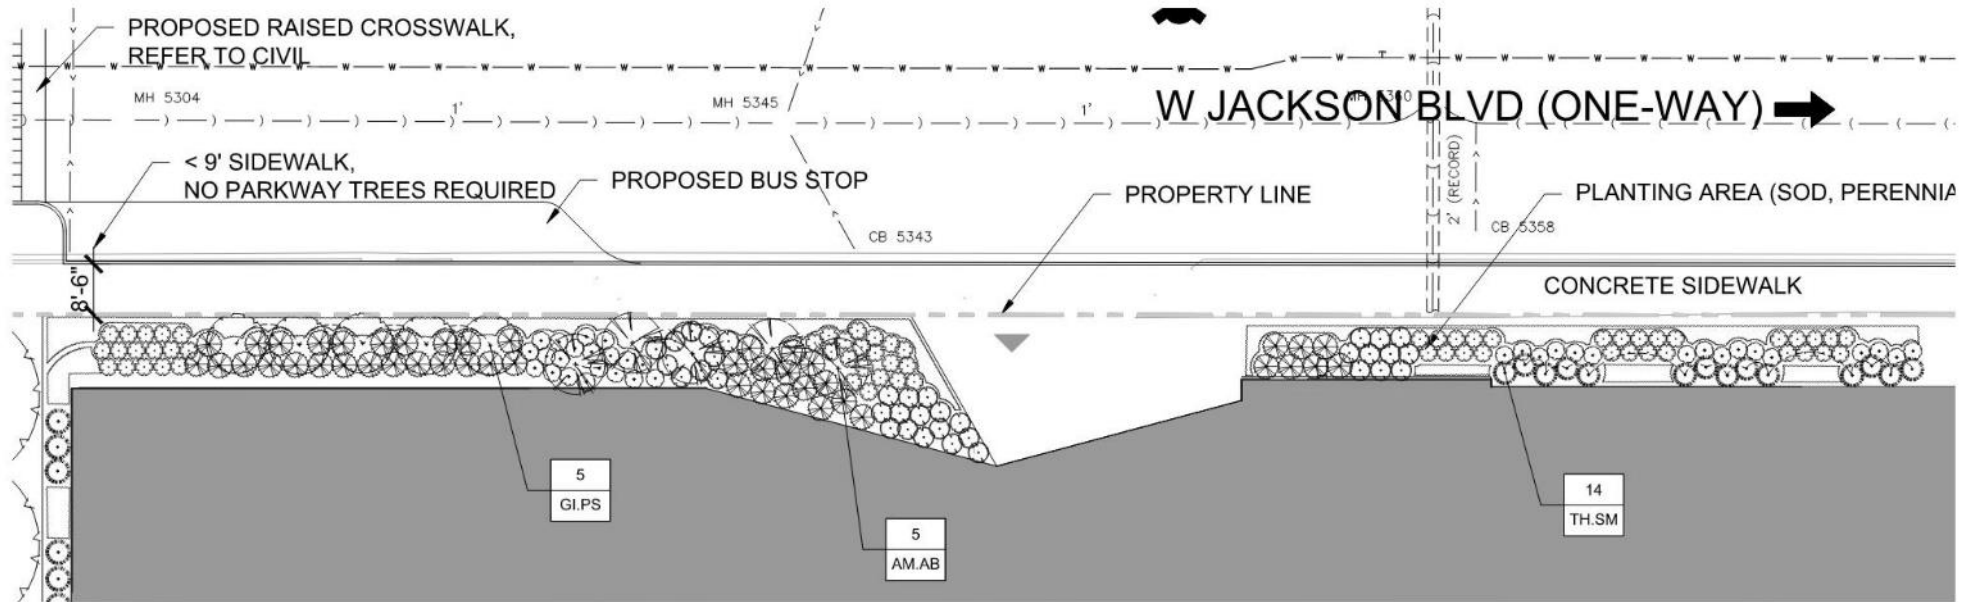 PROPOSED RAISED CROSSWALK,
REFER TO CIVIL
MH 5304
1'
MH 5345
1'
MH 5360
W JACKSON BLVD (ONE-WAY)
< 9' SIDEWALK,
NO PARKWAY TREES REQUIRED
PROPOSED BUS STOP
PROPERTY LINE
2' (RECORD)
PLANTING AREA (SOD, PERENNIA
CB 5343
CB 5358
8'-6"
CONCRETE SIDEWALK
5
GI.PS
5
AM.AB
14
TH.SM